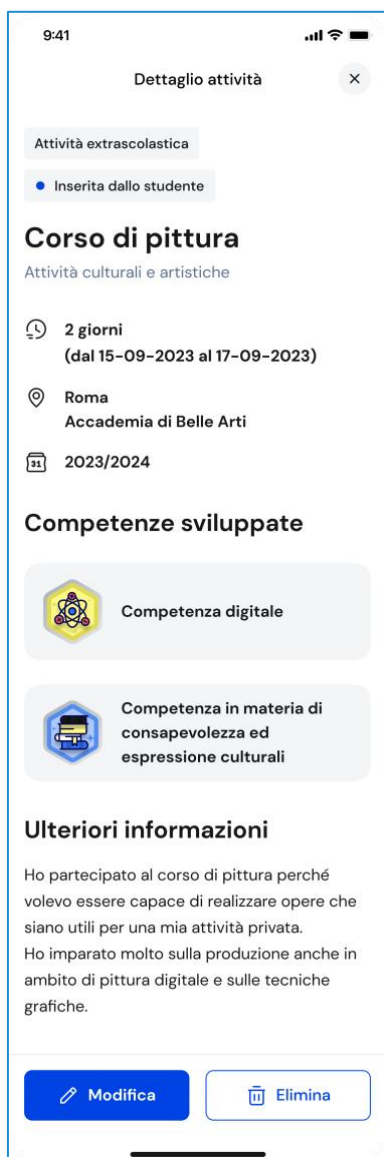 9:41
Dettaglio attività
Attività extrascolastica
Inserita dallo studente
Corso di pittura
Attività culturali e artistiche
2 giorni
(dal 15-09-2023 al 17-09-2023)
Roma
Accademia di Belle Arti
31
2023/2024
Competenze sviluppate
Competenza digitale
Competenza in materia di
consapevolezza ed
espressione culturali
Ulteriori informazioni
Ho partecipato al corso di pittura perché
volevo essere capace di realizzare opere che
siano utili per una mia attività privata.
Ho imparato molto sulla produzione anche in
ambito di pittura digitale e sulle tecniche
grafiche.
Modifica
Elimina